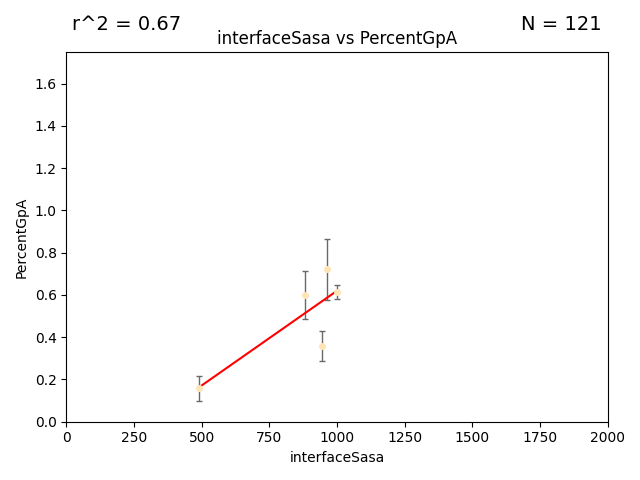 r^2 = 0.67
N = 121
interfaceSasa vs PercentGpA
PercentGpA
1.6
1.4
1.2
1.0
0.8
0.6
0.4
0.2
0.0
0 250 500 750 1000 1250 1500 1750 2000
interfaceSasa